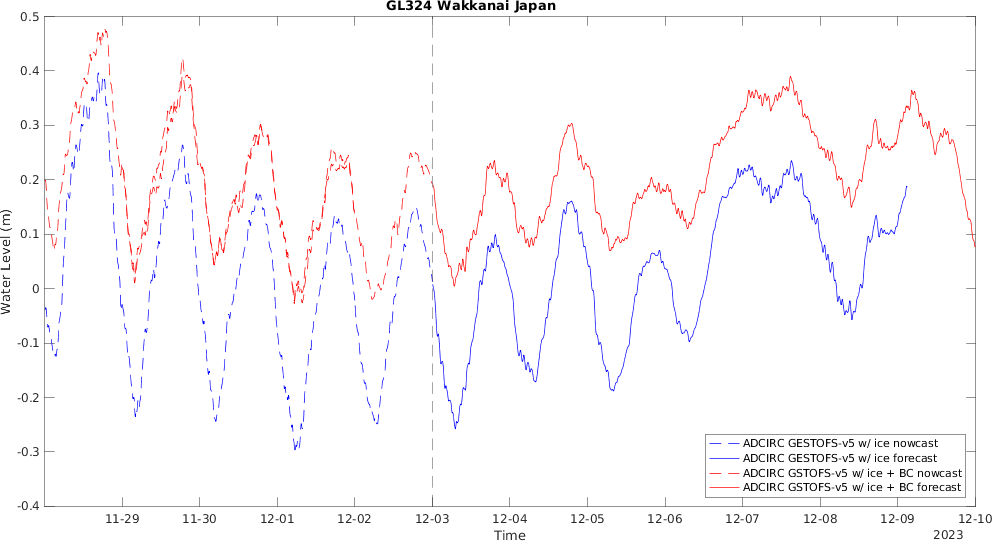 GL324 Wakkanai Japan
0.5
0.4
0.3
0.2
0.1
0
-0.1
-0.2
-0.3
-0.4
Water Level (m)
ADCIRC GESTOFS-v5 w/ ice nowcast
ADCIRC GESTOFS-v5 w/ ice forecast
ADCIRC GSTOFS-v5 w/ ice + BC nowcast
ADCIRC GSTOFS-v5 w/ ice + BC forecast
11-29 11-30 12-01 12-02 12-03 12-04 12-05 12-06 12-07 12-08 12-09 12-10
Time
2023